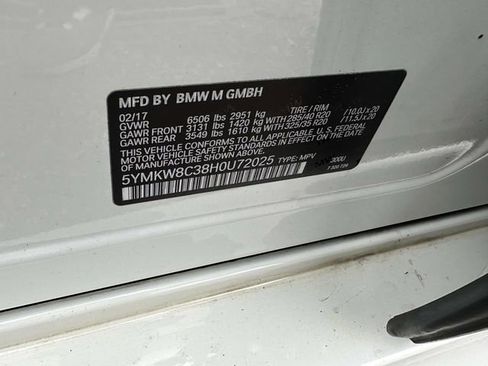 MFD BY BMW M GMBH
02/17 6506 lbs 2951 kg TIRE / RIM
GVWR
GAWR FRONT 3131 lbs 1420 kg WITH 285/40 R20 /10.0J x 20
GAWR REAR 3549 lbs 1610 kg WITH 325/35 R20 /11.5J x 20
THIS VEHICLE CONFORMS TO ALL APPLICABLE FEDERAL
MOTOR VEHICLE SAFETY STANDARDS IN EFFECT ON THE
DATE OF MANUFACTURE SHOWN ABOVE.
5YMKW8C38H0U72025 TYPE: MPV
300U